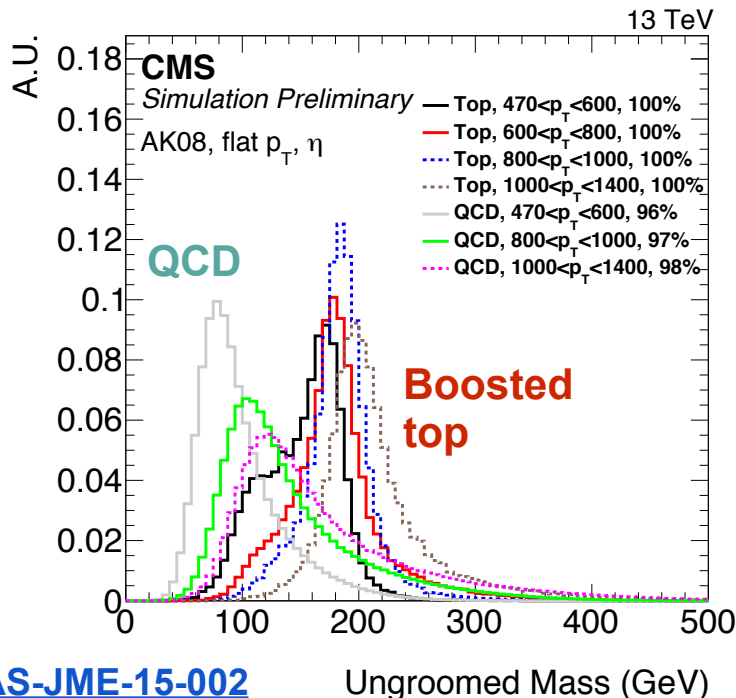 13 TeV
A.U.
CMS
Simulation Preliminary
AK08, flat p_T, η
Top, 470<p_T<600, 100%
Top, 600<p_T<800, 100%
Top, 800<p_T<1000, 100%
Top, 1000<p_T<1400, 100%
QCD, 470<p_T<600, 96%
QCD, 800<p_T<1000, 97%
QCD, 1000<p_T<1400, 98%
QCD
Boosted
top
0.18
0.16
0.14
0.12
0.1
0.08
0.06
0.04
0.02
0
0 100 200 300 400 500
AS-JME-15-002
Ungroomed Mass (GeV)